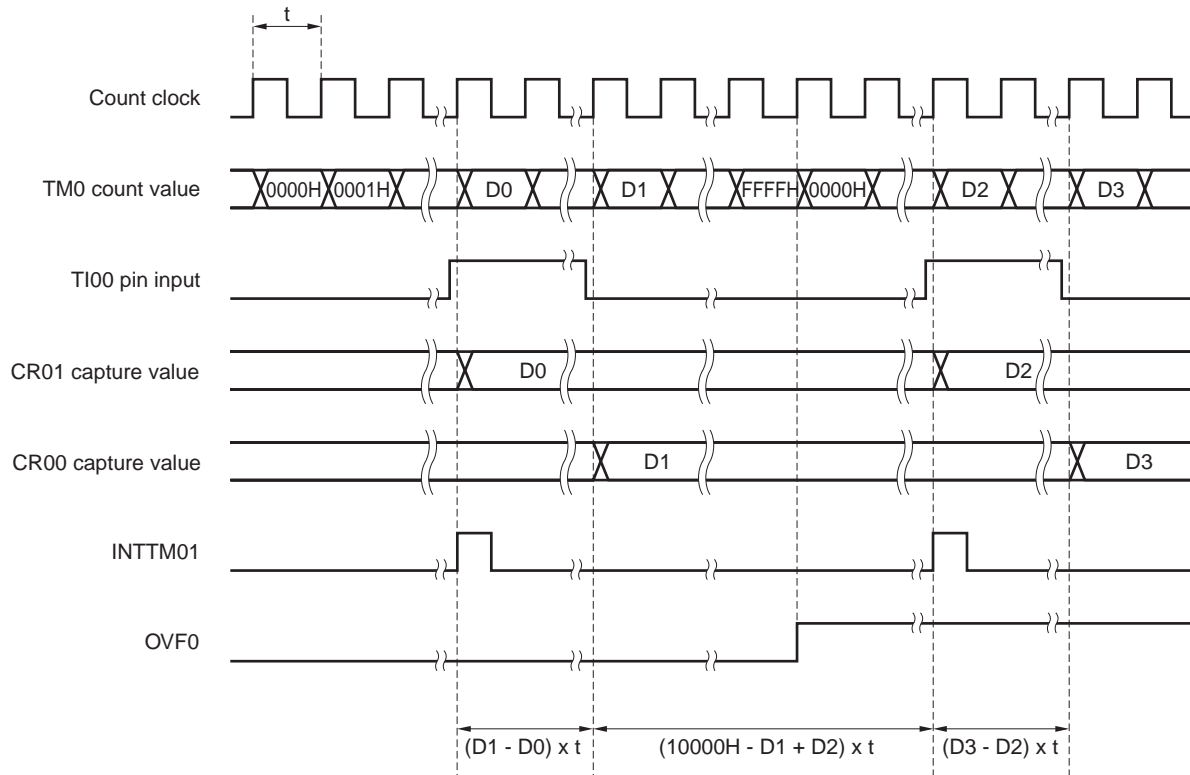 t
Count clock
TM0 count value 0000H 0001H D0 D1 FFFFH 0000H D2 D3
TI00 pin input
CR01 capture value D0 D2
CR00 capture value D1 D3
INTTM01
OVF0
(D1 - D0) x t (10000H - D1 + D2) x t (D3 - D2) x t